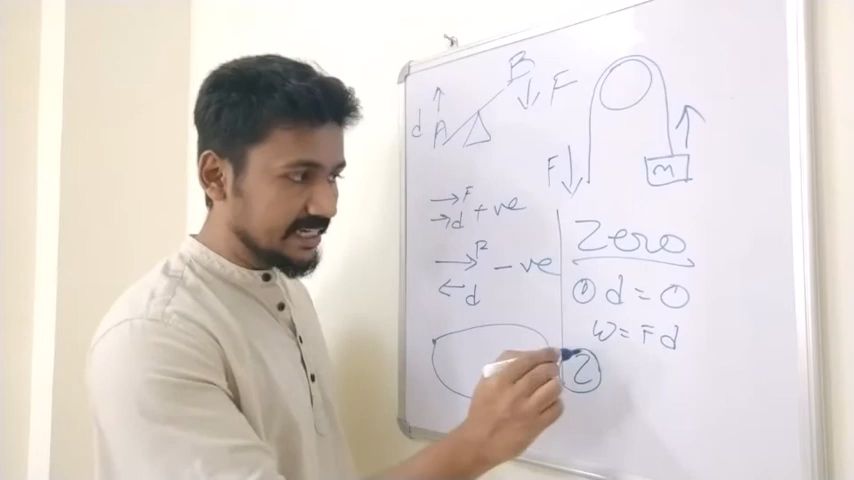 B
F
d
A
F
m
F
d +ve
F
d -ve
Zero
① d = 0
W = Fd
②